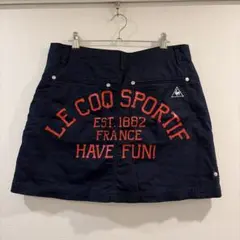 LE COQ SPORTIF
EST. 1882
FRANCE
HAVE FUN!